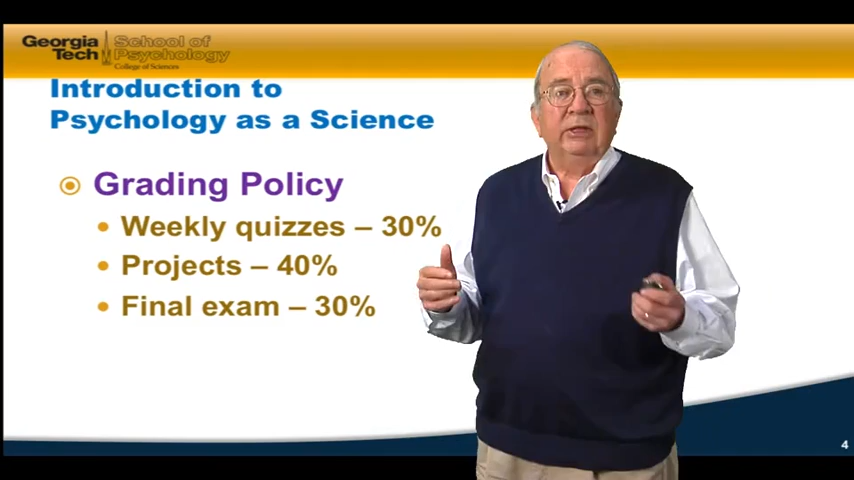 Georgia Tech
School of Psychology
College of Sciences
Introduction to
Psychology as a Science
Grading Policy
• Weekly quizzes – 30%
• Projects – 40%
• Final exam – 30%
4